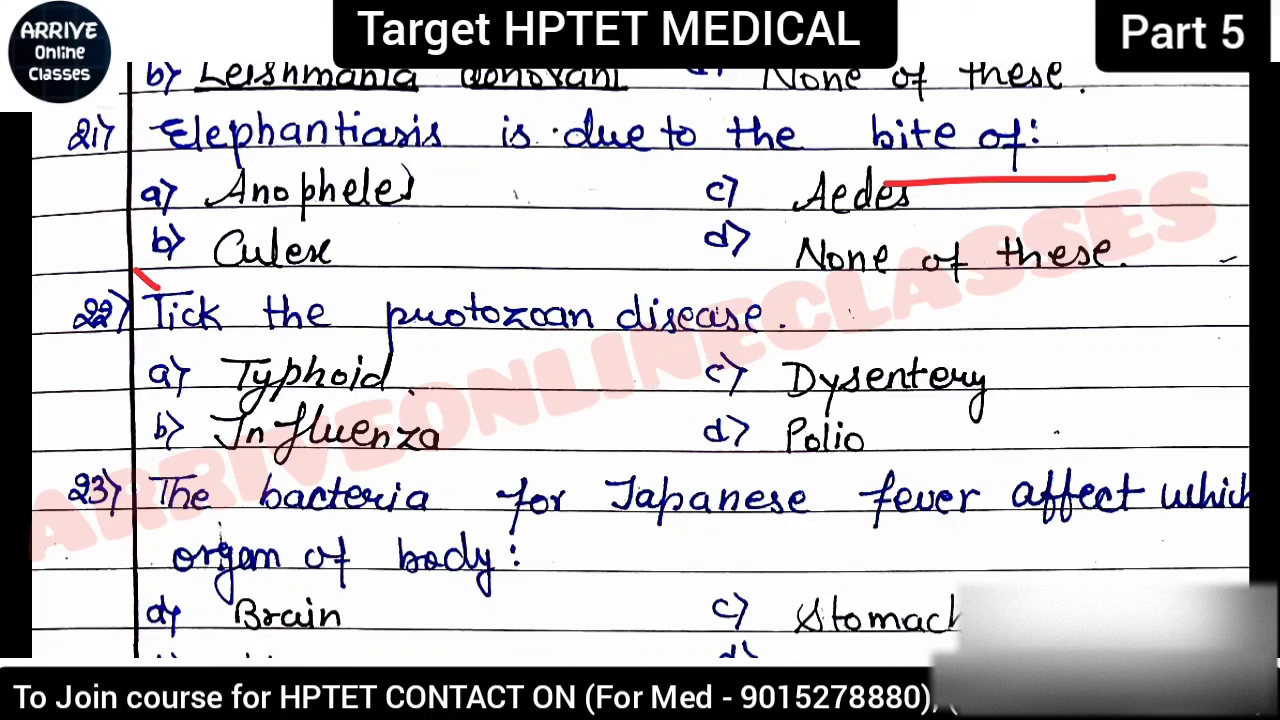 ARRIVE
Online
Classes
Target HPTET MEDICAL
Part 5
b) Leishmania donovani
None of these.
21) Elephantiasis is due to the bite of:
a) Anopheles c) Aedes
b) Culex d) None of these.
22) Tick the protozoan disease.
a) Typhoid c) Dysentery
b) Influenza d) Polio
23) The bacteria for Japanese fever affect which
organ of body:
a) Brain c) Stomach
ARRIVEONLINECLASSES
To Join course for HPTET CONTACT ON (For Med - 9015278880), (